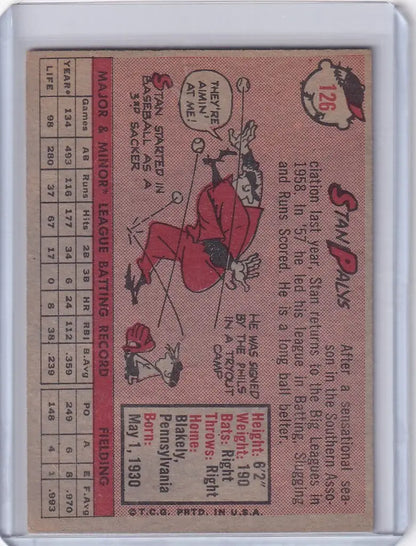 126
STAN PALYS
After a sensational sea-
son in the Southern Asso-
ciation last year, Stan returns to the Big Leagues in
1958. In '57 he led his league in Batting, Slugging
and Runs Scored. He is a long ball belter.
THEY'RE
AIMIN'
AT ME!
STAN STARTED IN
BASEBALL AS A
3RD SACKER
HE WAS SIGNED
BY THE PHILS
IN A TRYOUT
CAMP
Height: 6'2"
Weight: 190
Bats: Right
Throws: Right
Home:
Blakely,
Pennsylvania
Born:
May 1, 1930
MAJOR & MINOR LEAGUE BATTING RECORD FIELDING
Games AB Runs Hits 2B 3B HR RBI B.Avg PO A E F.Avg
YEAR 134 493 116 177 34 6 24 112 .359 249 6 8 .970
LIFE 98 280 37 67 17 0 8 38 .239 148 4 1 .993
©T.C.G. PRTD. IN U.S.A.